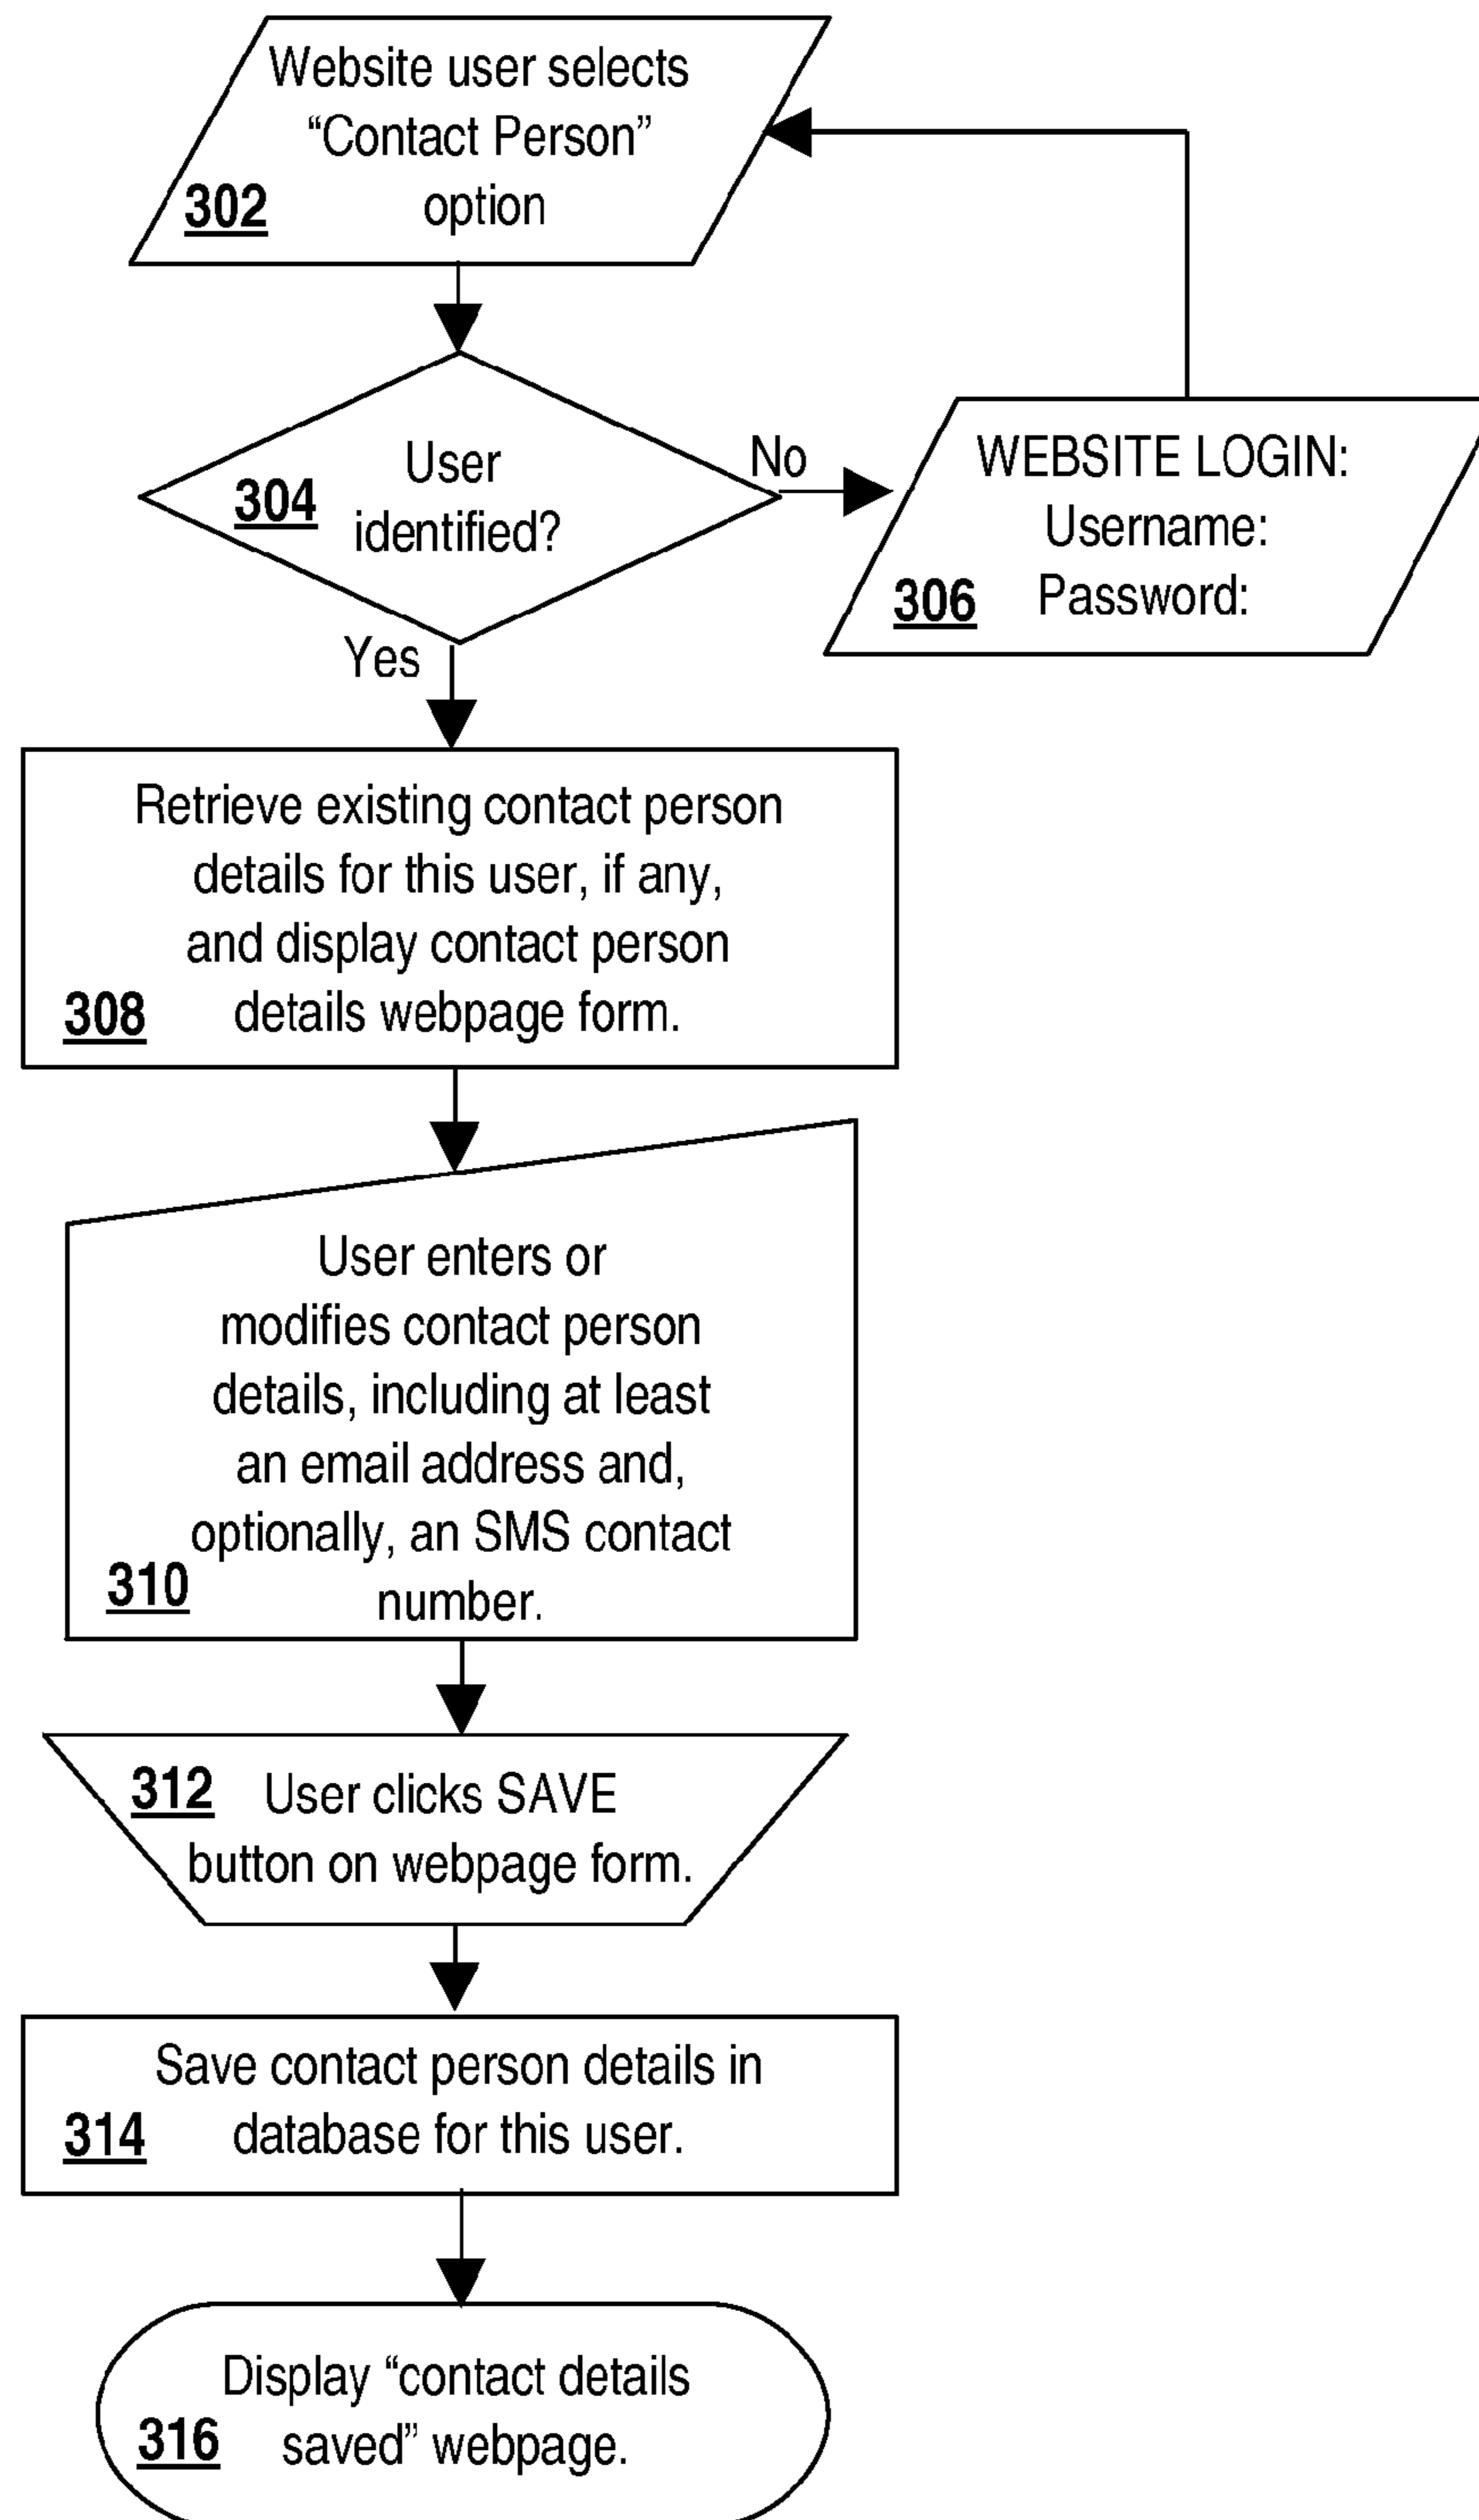 Website user selects
“Contact Person”
302 option
User
304 identified?
No
WEBSITE LOGIN:
Username:
306 Password:
Yes
Retrieve existing contact person
details for this user, if any,
and display contact person
308 details webpage form.
User enters or
modifies contact person
details, including at least
an email address and,
optionally, an SMS contact
310 number.
312 User clicks SAVE
button on webpage form.
Save contact person details in
314 database for this user.
Display “contact details
316 saved” webpage.